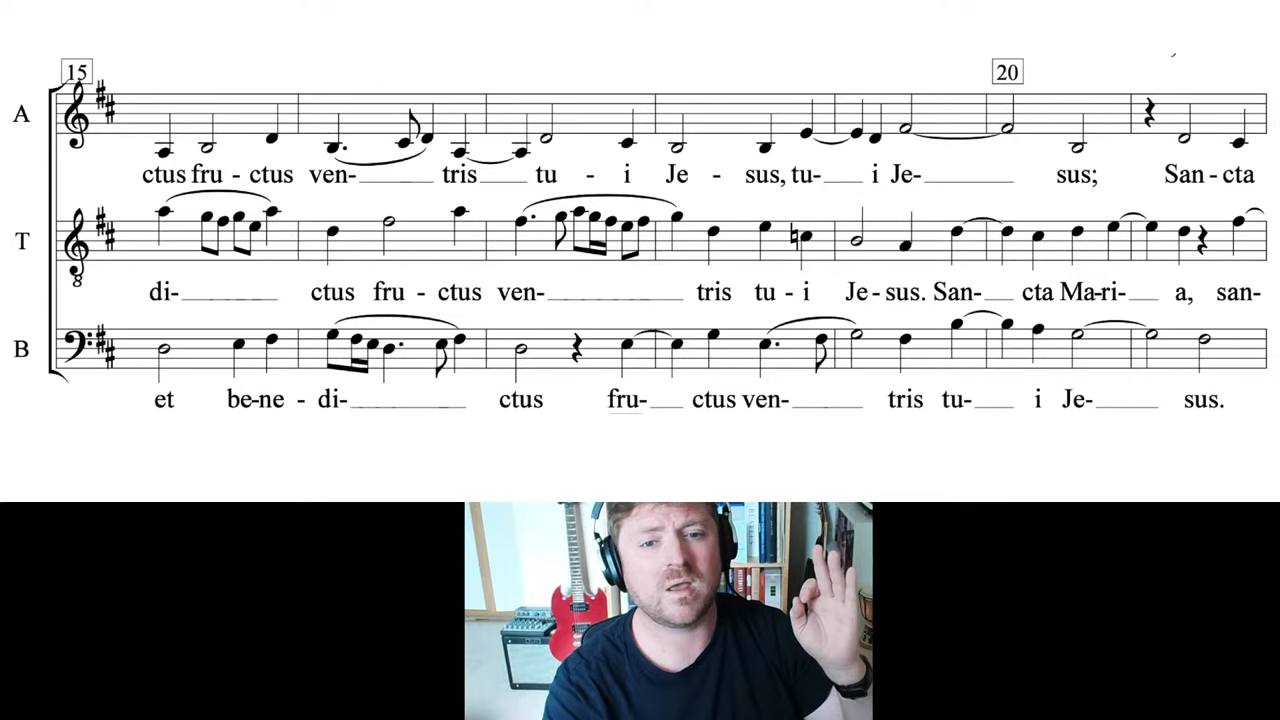 15
20
A
ctus fru - ctus ven- tris tu - i Je - sus, tu- i Je- sus; San - cta
T
di- ctus fru - ctus ven- tris tu - i Je - sus. San- cta Ma-ri- a, san-
B
et be-ne - di- ctus fru- ctus ven- tris tu- i Je- sus.